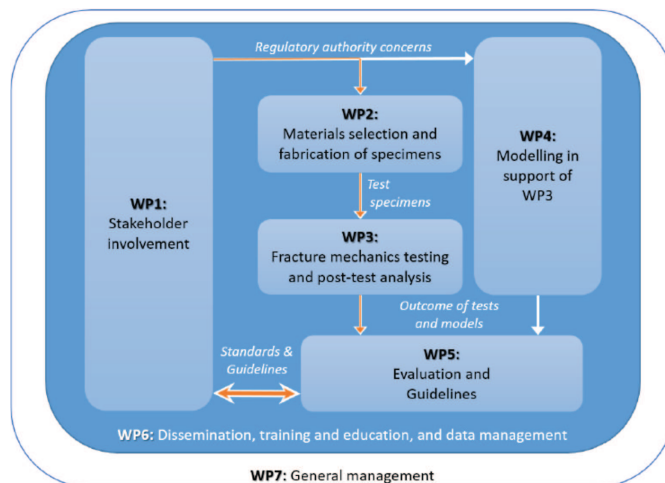 Regulatory authority concerns
WP1:
Stakeholder
involvement
WP2:
Materials selection and
fabrication of specimens
WP4:
Modelling in
support of
WP3
Test
specimens
WP3:
Fracture mechanics testing
and post-test analysis
Outcome of tests
and models
Standards &
Guidelines
WP5:
Evaluation and
Guidelines
WP6: Dissemination, training and education, and data management
WP7: General management